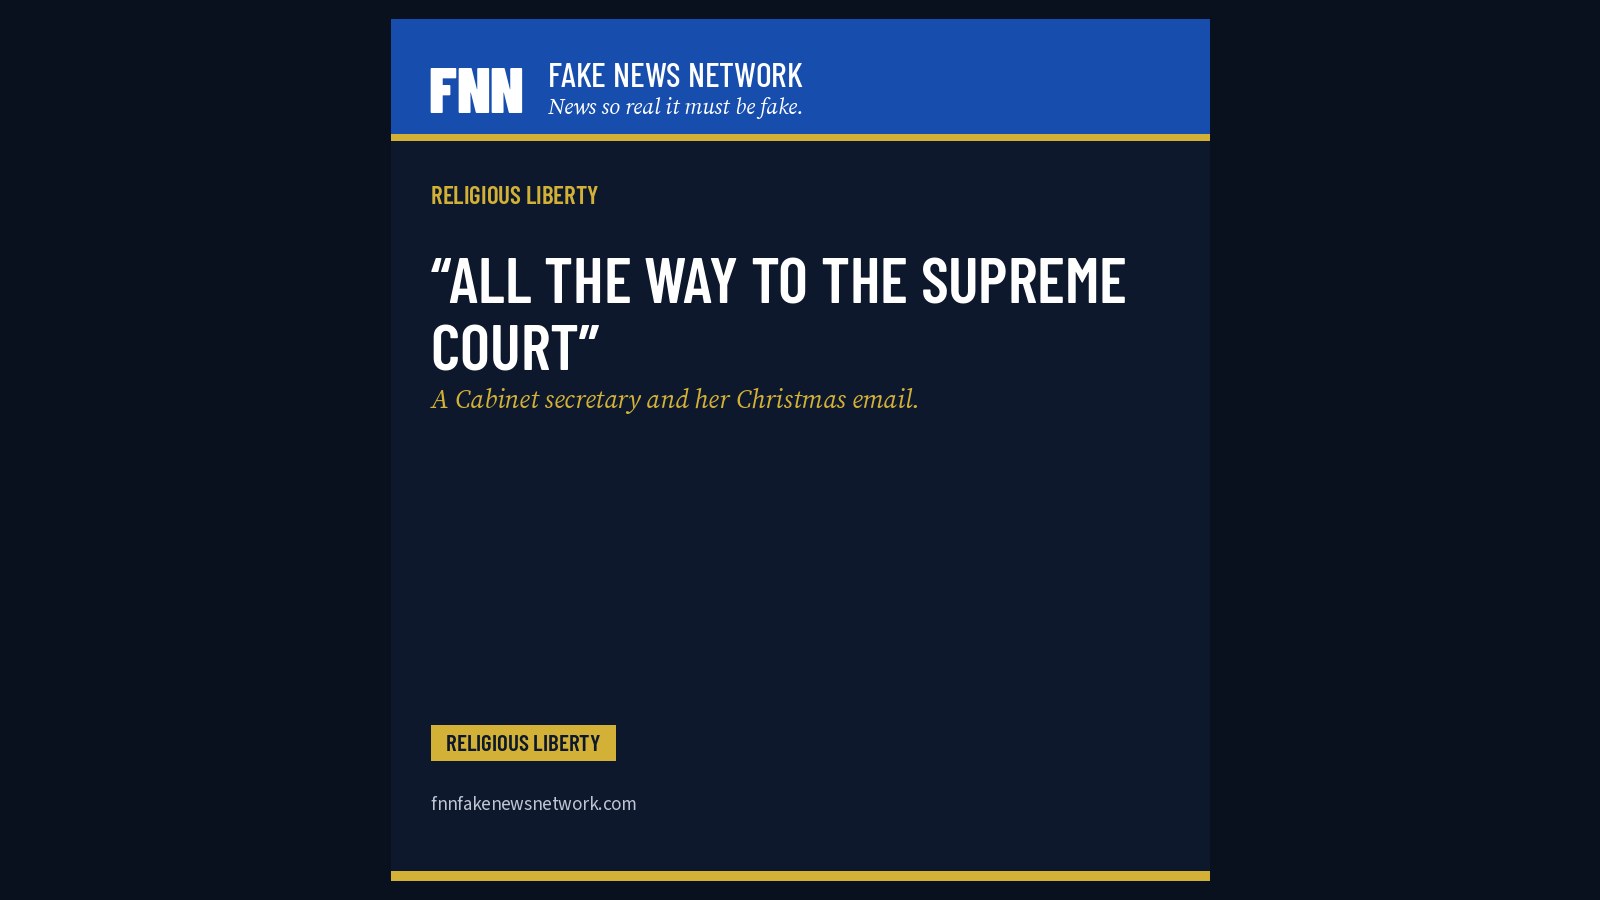 FNN
FAKE NEWS NETWORK
News so real it must be fake.
RELIGIOUS LIBERTY
“ALL THE WAY TO THE SUPREME
COURT”
A Cabinet secretary and her Christmas email.
RELIGIOUS LIBERTY
fnnfakenewsnetwork.com